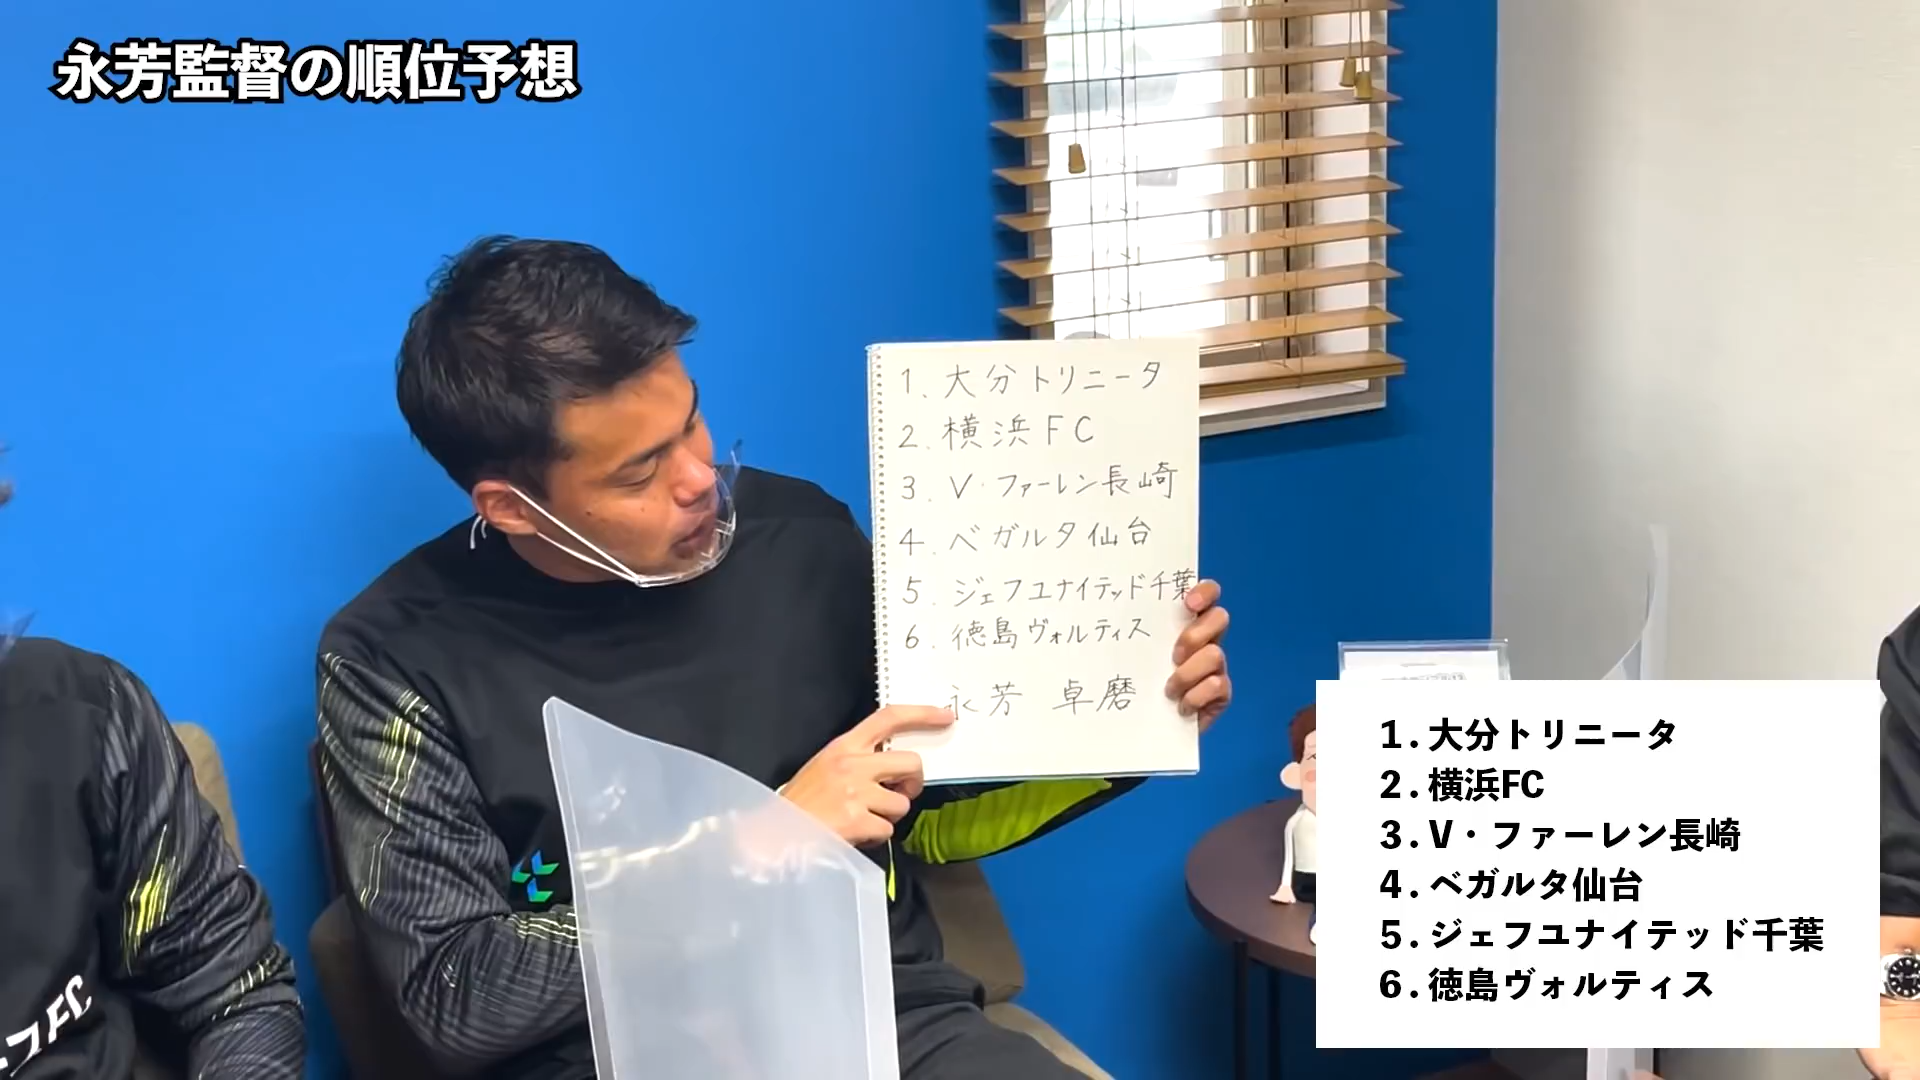 永芳監督の順位予想
1. 大分トリニータ
2. 横浜FC
3. V・ファーレン長崎
4. ベガルタ仙台
5. ジェフユナイテッド千葉
6. 徳島ヴォルティス
永芳 卓磨
1. 大分トリニータ
2. 横浜FC
3. V・ファーレン長崎
4. ベガルタ仙台
5. ジェフユナイテッド千葉
6. 徳島ヴォルティス
フFC